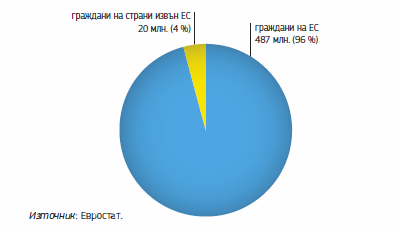 граждани на страни извън ЕС
20 млн. (4 %)
граждани на ЕС
487 млн. (96 %)
Източник: Евростат.